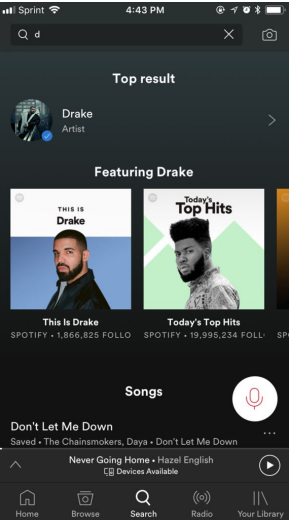 Sprint 4:43 PM
d
Top result
Drake
Artist
Featuring Drake
THIS IS
Drake
Today's
Top Hits
This Is Drake
Today's Top Hits
SPOTIFY • 1,866,825 FOLLO
SPOTIFY • 19,995,234 FOLL
SP
Songs
Don't Let Me Down
Saved • The Chainsmokers, Daya • Don't Let Me Down
Never Going Home • Hazel English
Devices Available
Home Browse Search Radio Your Library